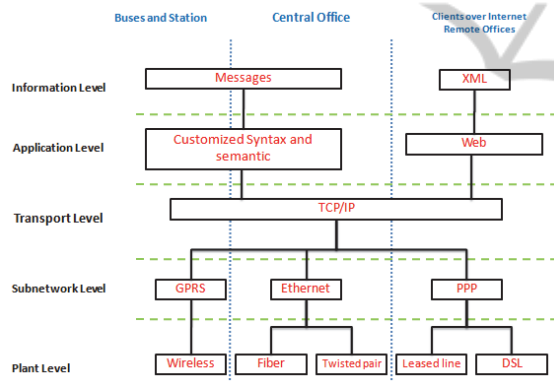 Buses and Station
Central Office
Clients over Internet
Remote Offices
Information Level
Messages
XML
Application Level
Customized Syntax and
semantic
Web
Transport Level
TCP/IP
Subnetwork Level
GPRS
Ethernet
PPP
Plant Level
Wireless
Fiber
Twisted pair
Leased line
DSL